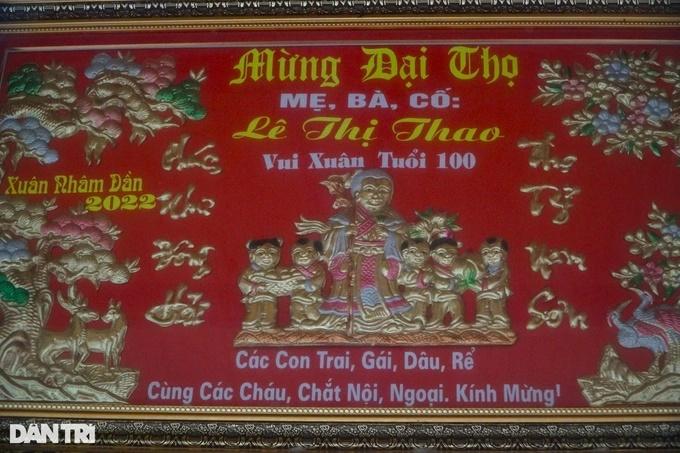 Mừng Đại Thọ
MẸ, BÀ, CỐ:
Lê Thị Thao
Vui Xuân Tuổi 100
Xuân Nhâm Dần
2022
Phúc
Như
Đông
Hải
Thọ
Tỷ
Nam
Sơn
Các Con Trai, Gái, Dâu, Rể
Cùng Các Cháu, Chắt Nội, Ngoại. Kính Mừng!
DÂN TRÍ